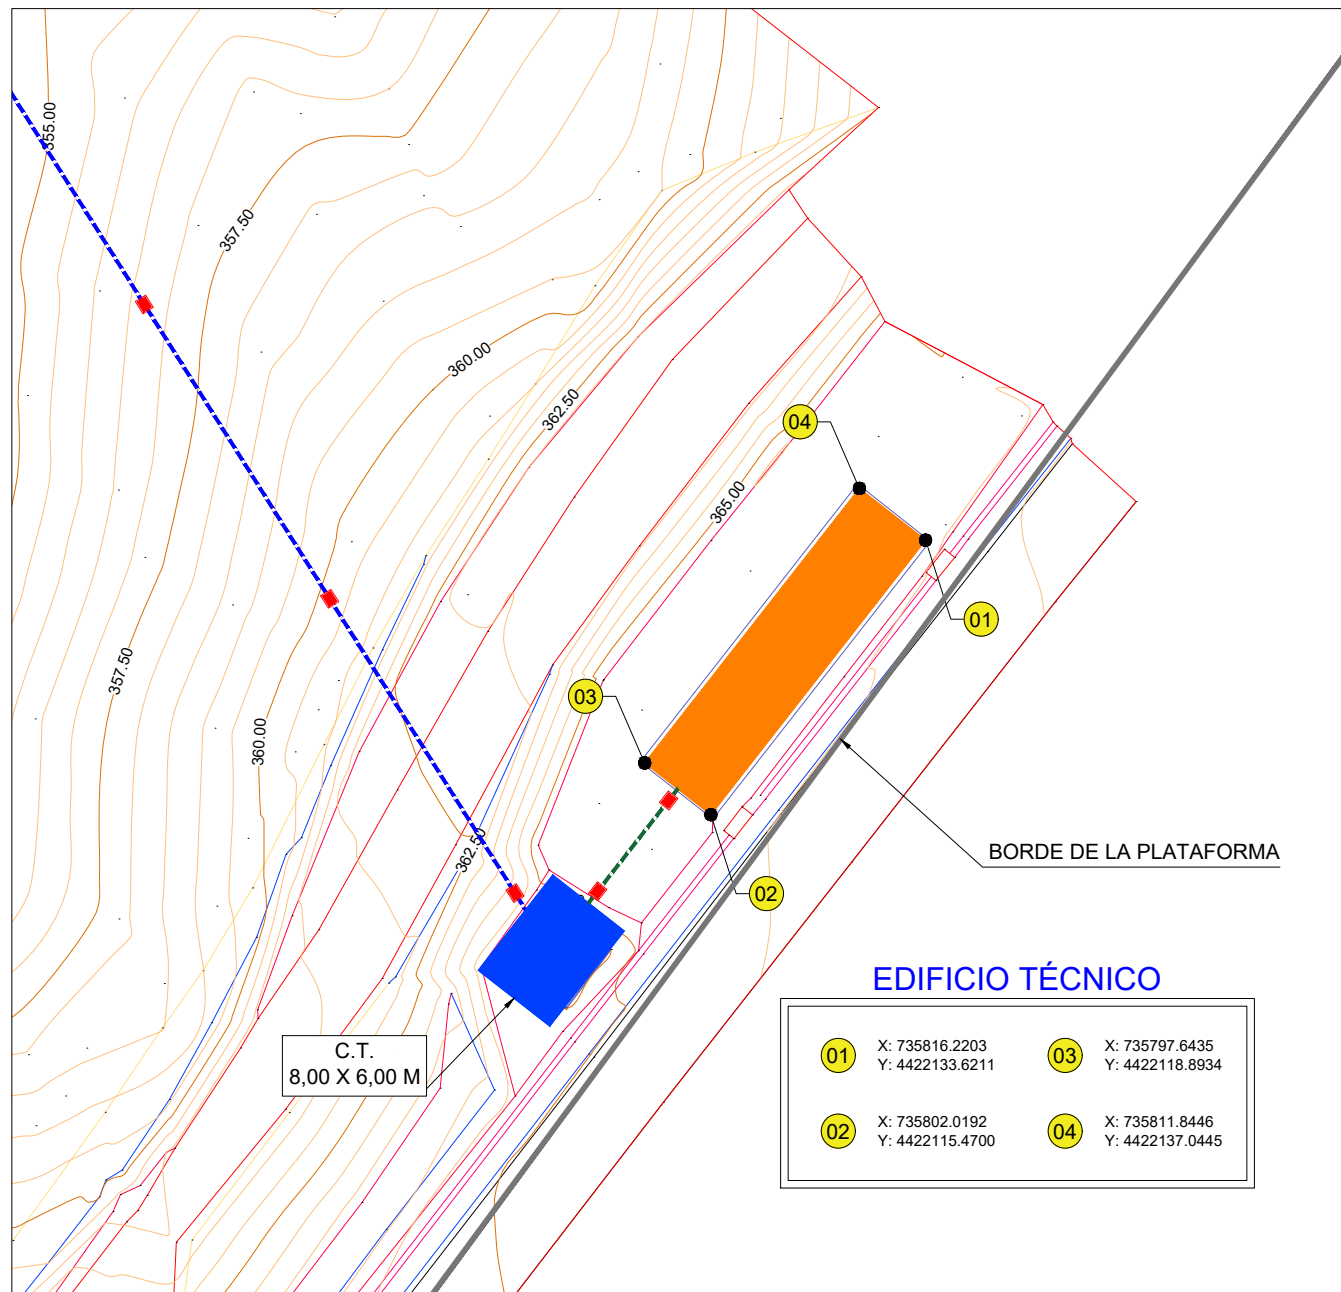 355.00
357.50
360.00
362.50
04
365.00
01
03
357.50
360.00
362.50
BORDE DE LA PLATAFORMA
02
EDIFICIO TÉCNICO
C.T.
8,00 X 6,00 M
01
X: 735816.2203
Y: 4422133.6211
03
X: 735797.6435
Y: 4422118.8934
02
X: 735802.0192
Y: 4422115.4700
04
X: 735811.8446
Y: 4422137.0445